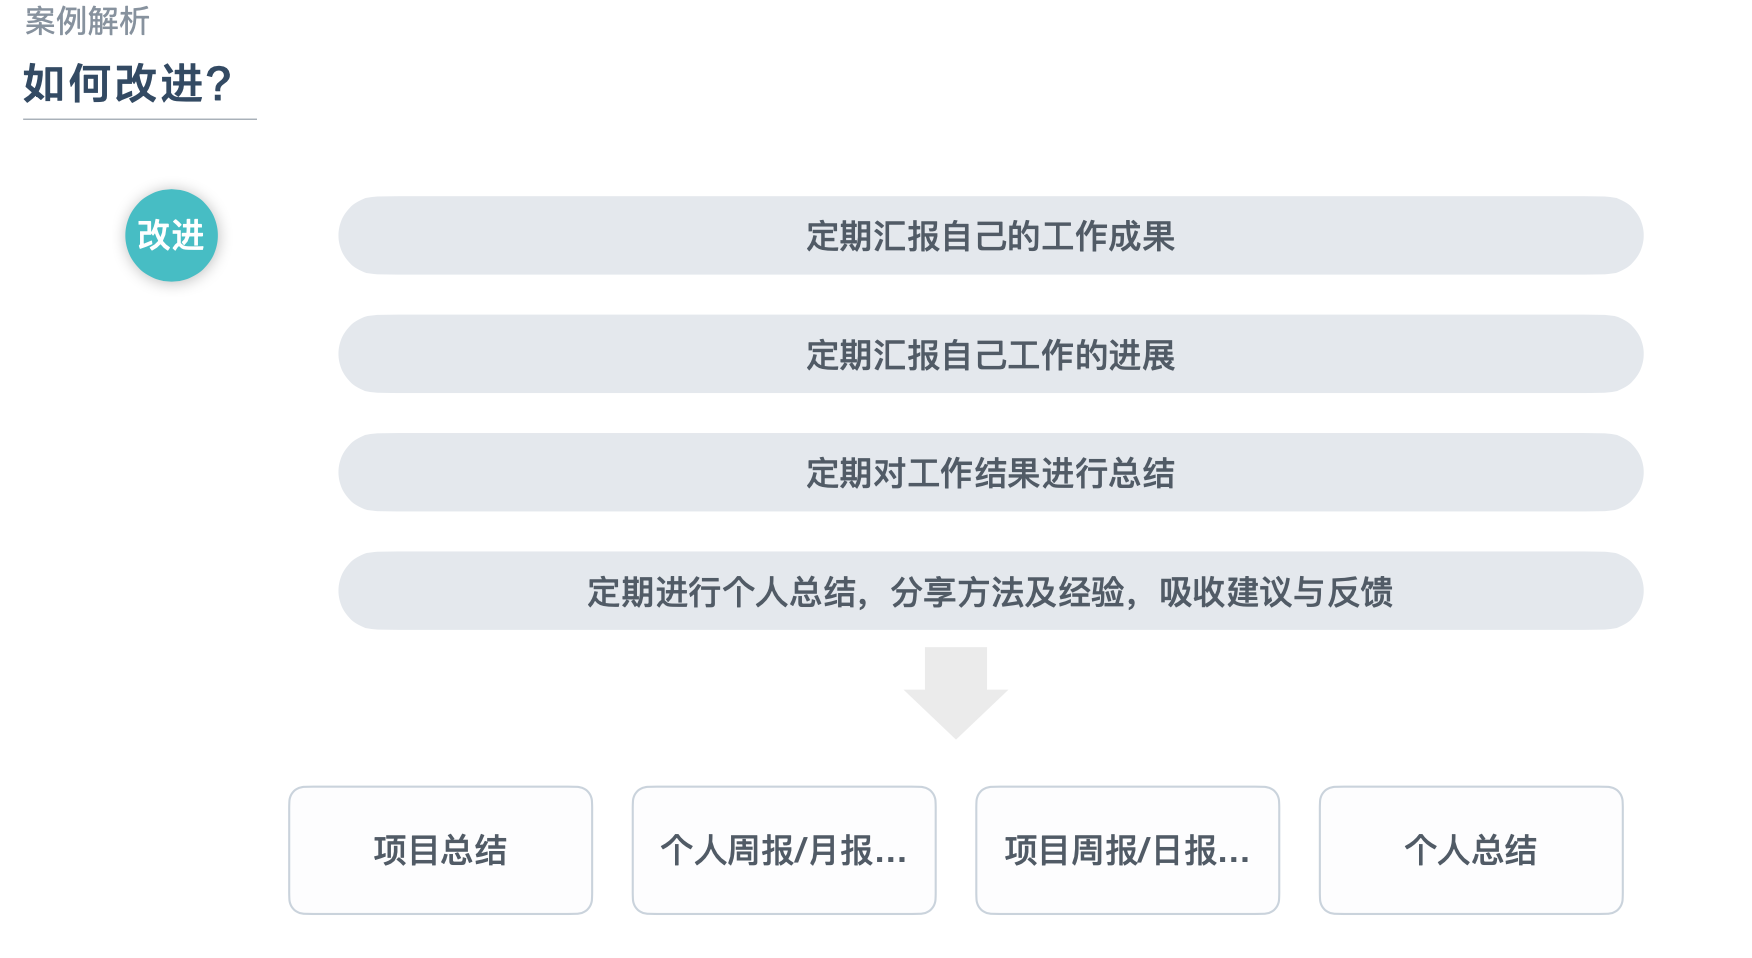 案例解析
如何改进?
改进
定期汇报自己的工作成果
定期汇报自己工作的进展
定期对工作结果进行总结
定期进行个人总结，分享方法及经验，吸收建议与反馈
项目总结
个人周报/月报...
项目周报/日报...
个人总结